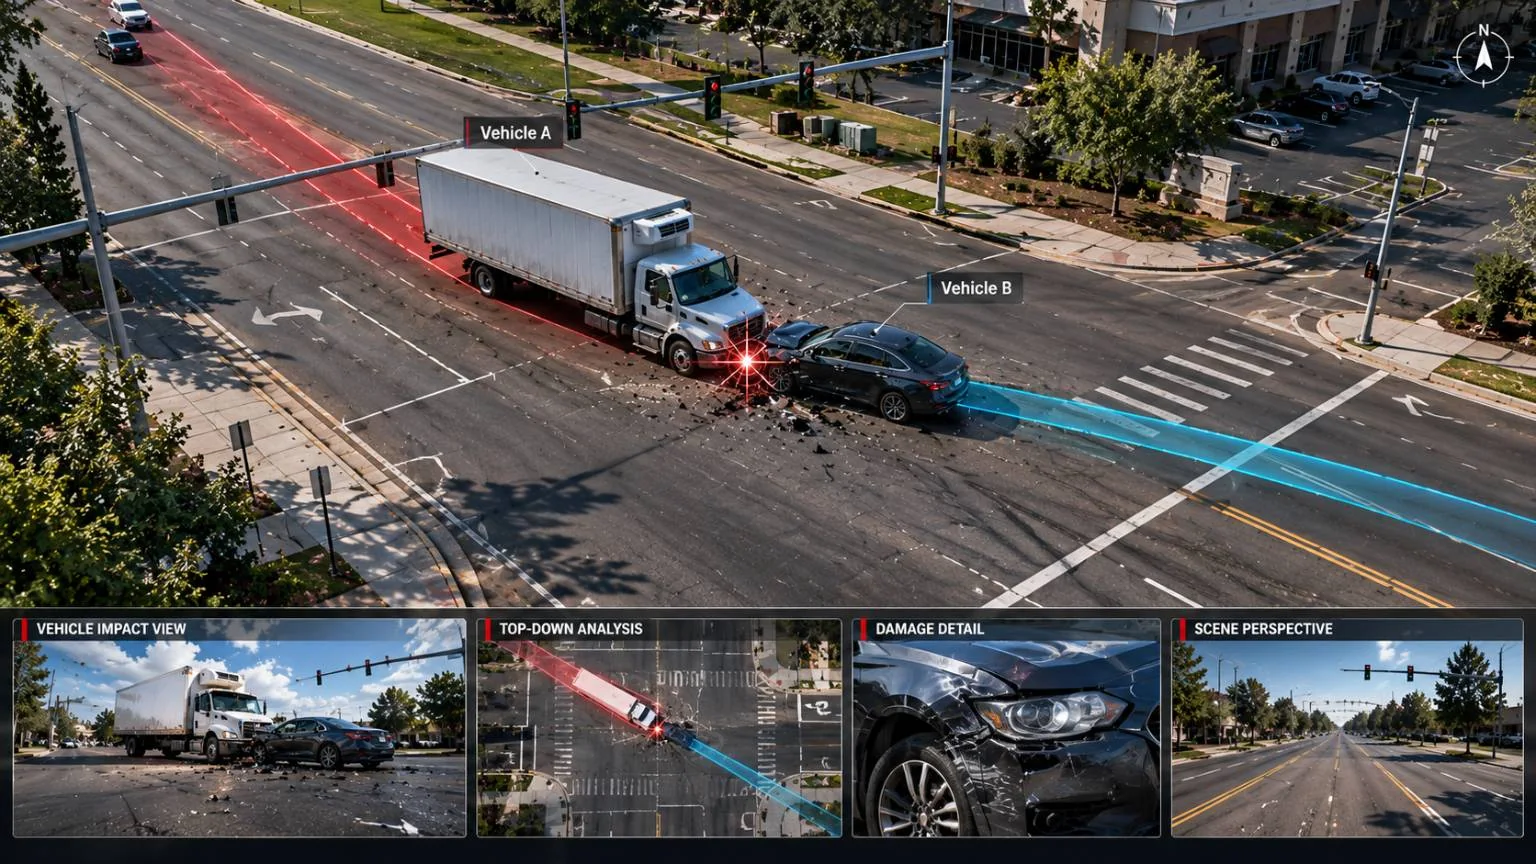 N
Vehicle A
Vehicle B
VEHICLE IMPACT VIEW
TOP-DOWN ANALYSIS
DAMAGE DETAIL
SCENE PERSPECTIVE